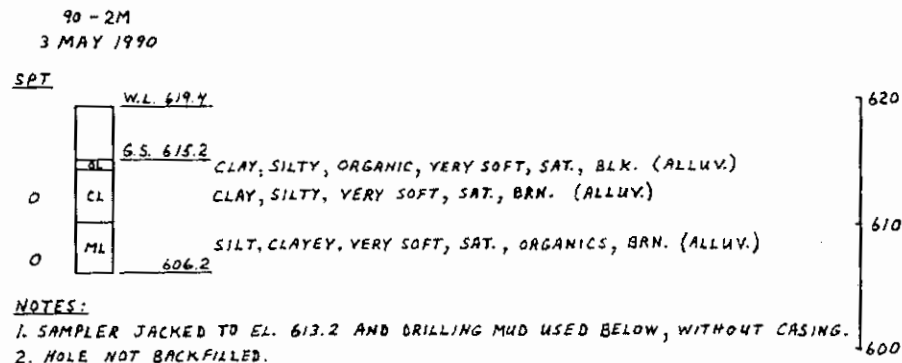 90-2M
3 MAY 1990
SPT
W.L. 619.4
620
G.S. 615.2
OL
CLAY, SILTY, ORGANIC, VERY SOFT, SAT., BLK. (ALLUV.)
O
CL
CLAY, SILTY, VERY SOFT, SAT., BRN. (ALLUV.)
610
O
ML
SILT, CLAYEY, VERY SOFT, SAT., ORGANICS, BRN. (ALLUV.)
606.2
NOTES:
1. SAMPLER JACKED TO EL. 613.2 AND DRILLING MUD USED BELOW, WITHOUT CASING.
2. HOLE NOT BACKFILLED.
600